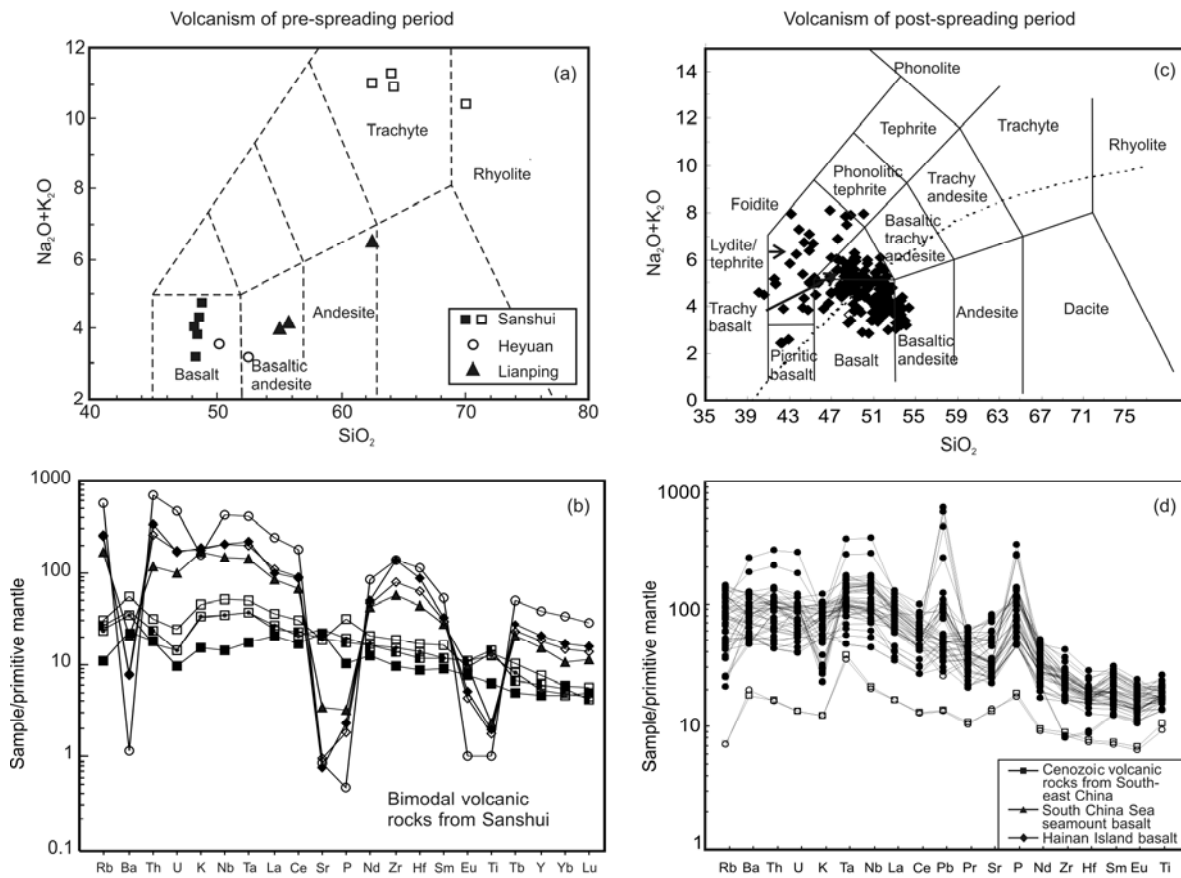 Volcanism of pre-spreading period
Volcanism of post-spreading period
(a)
12
10
8
6
4
2
Na₂O+K₂O
Trachyte
Rhyolite
Andesite
Basalt
Basaltic
andesite
Sanshui
Heyuan
Lianping
40
50
60
70
80
SiO₂
(c)
14
12
10
8
6
4
2
0
Na₂O+K₂O
Phonolite
Tephrite
Trachyte
Rhyolite
Phonolitic
tephrite
Trachy
andesite
Foidite
Basaltic
trachy
andesite
Lydite/
tephrite
Trachy
basalt
Picritic
basalt
Basalt
Basaltic
andesite
Andesite
Dacite
35
39
43
47
51
55
59
63
67
71
75
SiO₂
(b)
1000
100
10
1
0.1
Sample/primitive mantle
Bimodal volcanic
rocks from Sanshui
Rb Ba Th U K Nb Ta La Ce Sr P Nd Zr Hf Sm Eu Ti Tb Y Yb Lu
(d)
1000
100
10
1
Sample/primitive mantle
Cenozoic volcanic
rocks from South-
east China
South China Sea
seamount basalt
Hainan Island basalt
Rb Ba Th U K Ta Nb La Ce Pb Pr Sr P Nd Zr Hf Sm Eu Ti